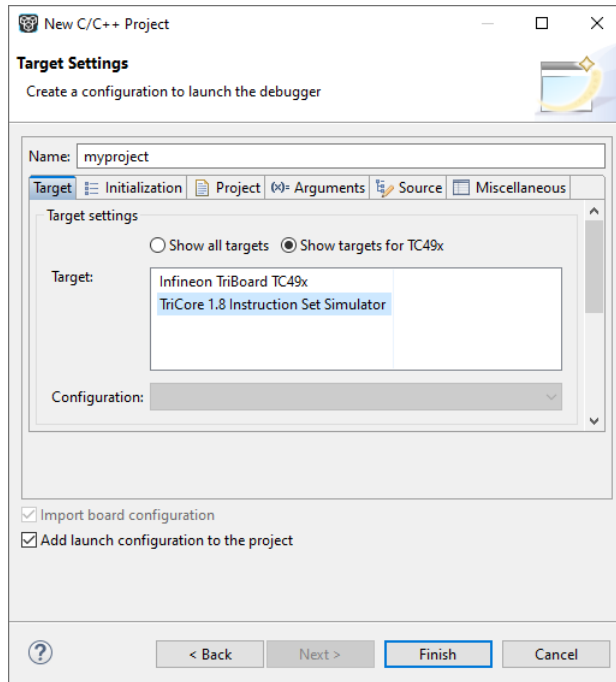 New C/C++ Project
Target Settings
Create a configuration to launch the debugger
Name: myproject
Target Initialization Project (x)= Arguments Source Miscellaneous
Target settings
Show all targets Show targets for TC49x
Target: Infineon TriBoard TC49x
TriCore 1.8 Instruction Set Simulator
Configuration:
Import board configuration
Add launch configuration to the project
? < Back Next > Finish Cancel